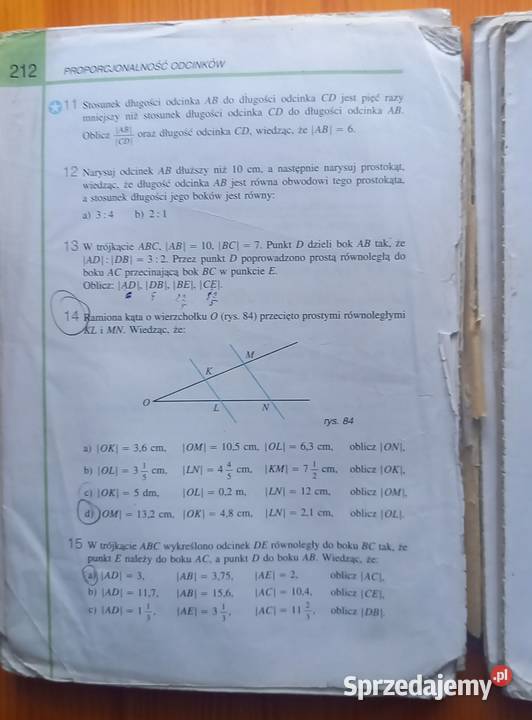 212
PROPORCJONALNOŚĆ ODCINKÓW
11 Stosunek długości odcinka AB do długości odcinka CD jest pięć razy
mniejszy niż stosunek długości odcinka CD do długości odcinka AB.
Oblicz |AB|/|CD| oraz długość odcinka CD, wiedząc, że |AB| = 6.
12 Narysuj odcinek AB dłuższy niż 10 cm, a następnie narysuj prostokąt,
wiedząc, że długość odcinka AB jest równa obwodowi tego prostokąta,
a stosunek długości jego boków jest równy:
a) 3 : 4 b) 2 : 1
13 W trójkącie ABC, |AB| = 10, |BC| = 7. Punkt D dzieli bok AB tak, że
|AD| : |DB| = 3 : 2. Przez punkt D poprowadzono prostą równoległą do
boku AC przecinającą bok BC w punkcie E.
Oblicz: |AD|, |DB|, |BE|, |CE|.
14 Ramiona kąta o wierzchołku O (rys. 84) przecięto prostymi równoległymi
KL i MN. Wiedząc, że:
M
K
O
L N
rys. 84
a) |OK| = 3,6 cm, |OM| = 10,5 cm, |OL| = 6,3 cm, oblicz |ON|,
b) |OL| = 3 1/5 cm, |LN| = 4 4/5 cm, |KM| = 7 1/2 cm, oblicz |OK|,
c) |OK| = 5 dm, |OL| = 0,2 m, |LN| = 12 cm, oblicz |OM|,
d) |OM| = 13,2 cm, |OK| = 4,8 cm, |LN| = 2,1 cm, oblicz |OL|.
15 W trójkącie ABC wykreślono odcinek DE równoległy do boku BC tak, że
punkt E należy do boku AC, a punkt D do boku AB. Wiedząc, że:
a) |AD| = 3, |AB| = 3,75, |AE| = 2, oblicz |AC|,
b) |AD| = 11,7, |AB| = 15,6, |AC| = 10,4, oblicz |CE|,
c) |AD| = 1 1/3, |AE| = 3 1/3, |AC| = 11 2/3, oblicz |DB|.
Sprzedajemy.pl